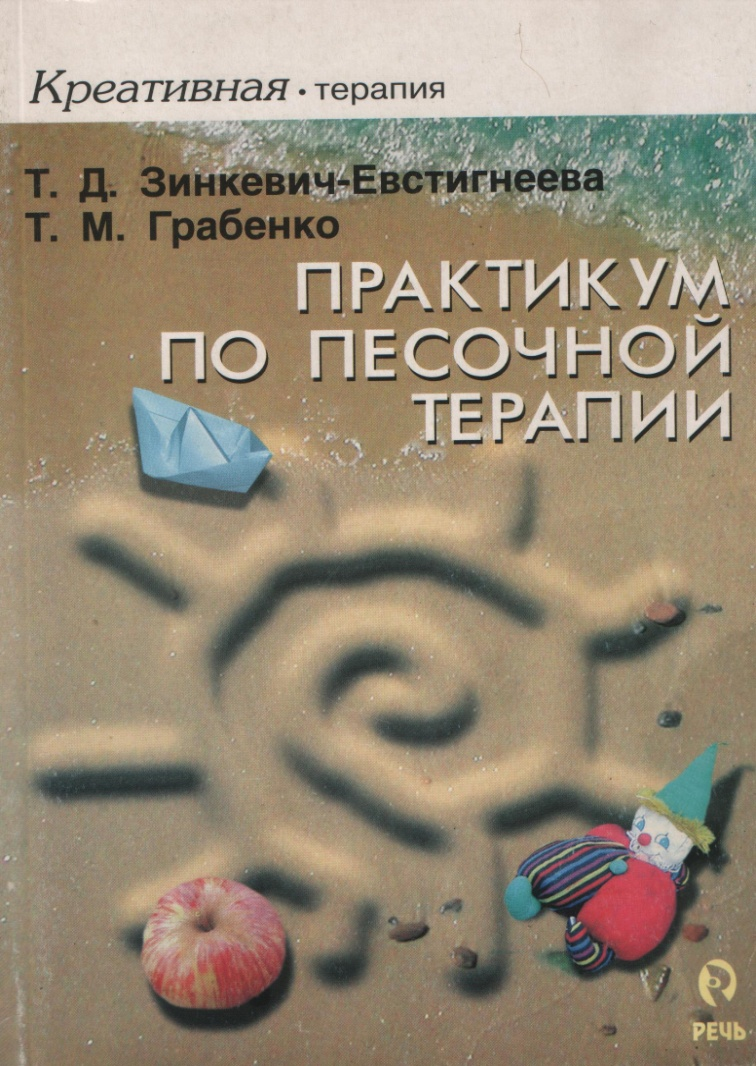 Креативная · терапия
Т. Д. Зинкевич-Евстигнеева
Т. М. Грабенко
ПРАКТИКУМ
ПО ПЕСОЧНОЙ
ТЕРАПИИ
РЕЧЬ